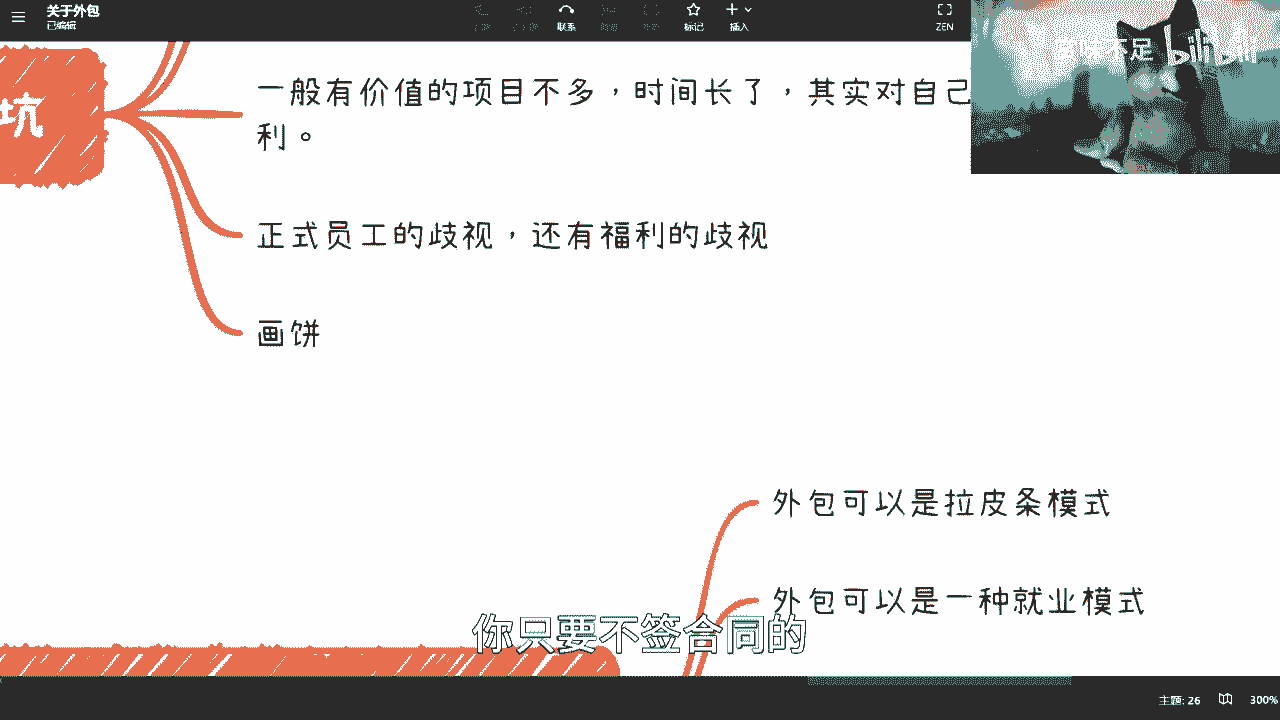 关于外包
已编辑
联系
标记
插入
ZEN
不足 bilibili
坑
一般有价值的项目不多，时间长了，其实对自己
利。
正式员工的歧视，还有福利的歧视
画饼
外包可以是拉皮条模式
外包可以是一种就业模式
你只要不签合同的
主题: 26
300%